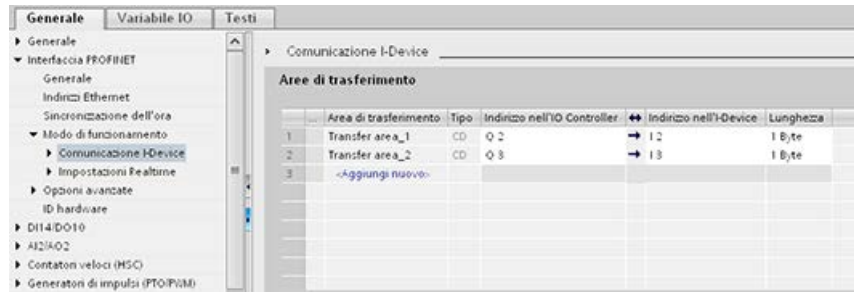 Generale Variabile IO Testi
Generale
Interfaccia PROFINET
Generale
Indirizzi Ethernet
Sincronizzazione dell'ora
Modo di funzionamento
Comunicazione I-Device
Impostazioni Realtime
Opzioni avanzate
ID hardware
DI14/DO10
AI2/AO2
Contatori veloci (HSC)
Generatori di impulsi (PTO/PWM)
Comunicazione I-Device
Aree di trasferimento
... Area di trasferimento Tipo Indirizzo nell'IO Controller ↔ Indirizzo nell'I-Device Lunghezza
1 Transfer area_1 CD Q 2 → I 2 1 Byte
2 Transfer area_2 CD Q 3 → I 3 1 Byte
3 <Aggiungi nuovo>